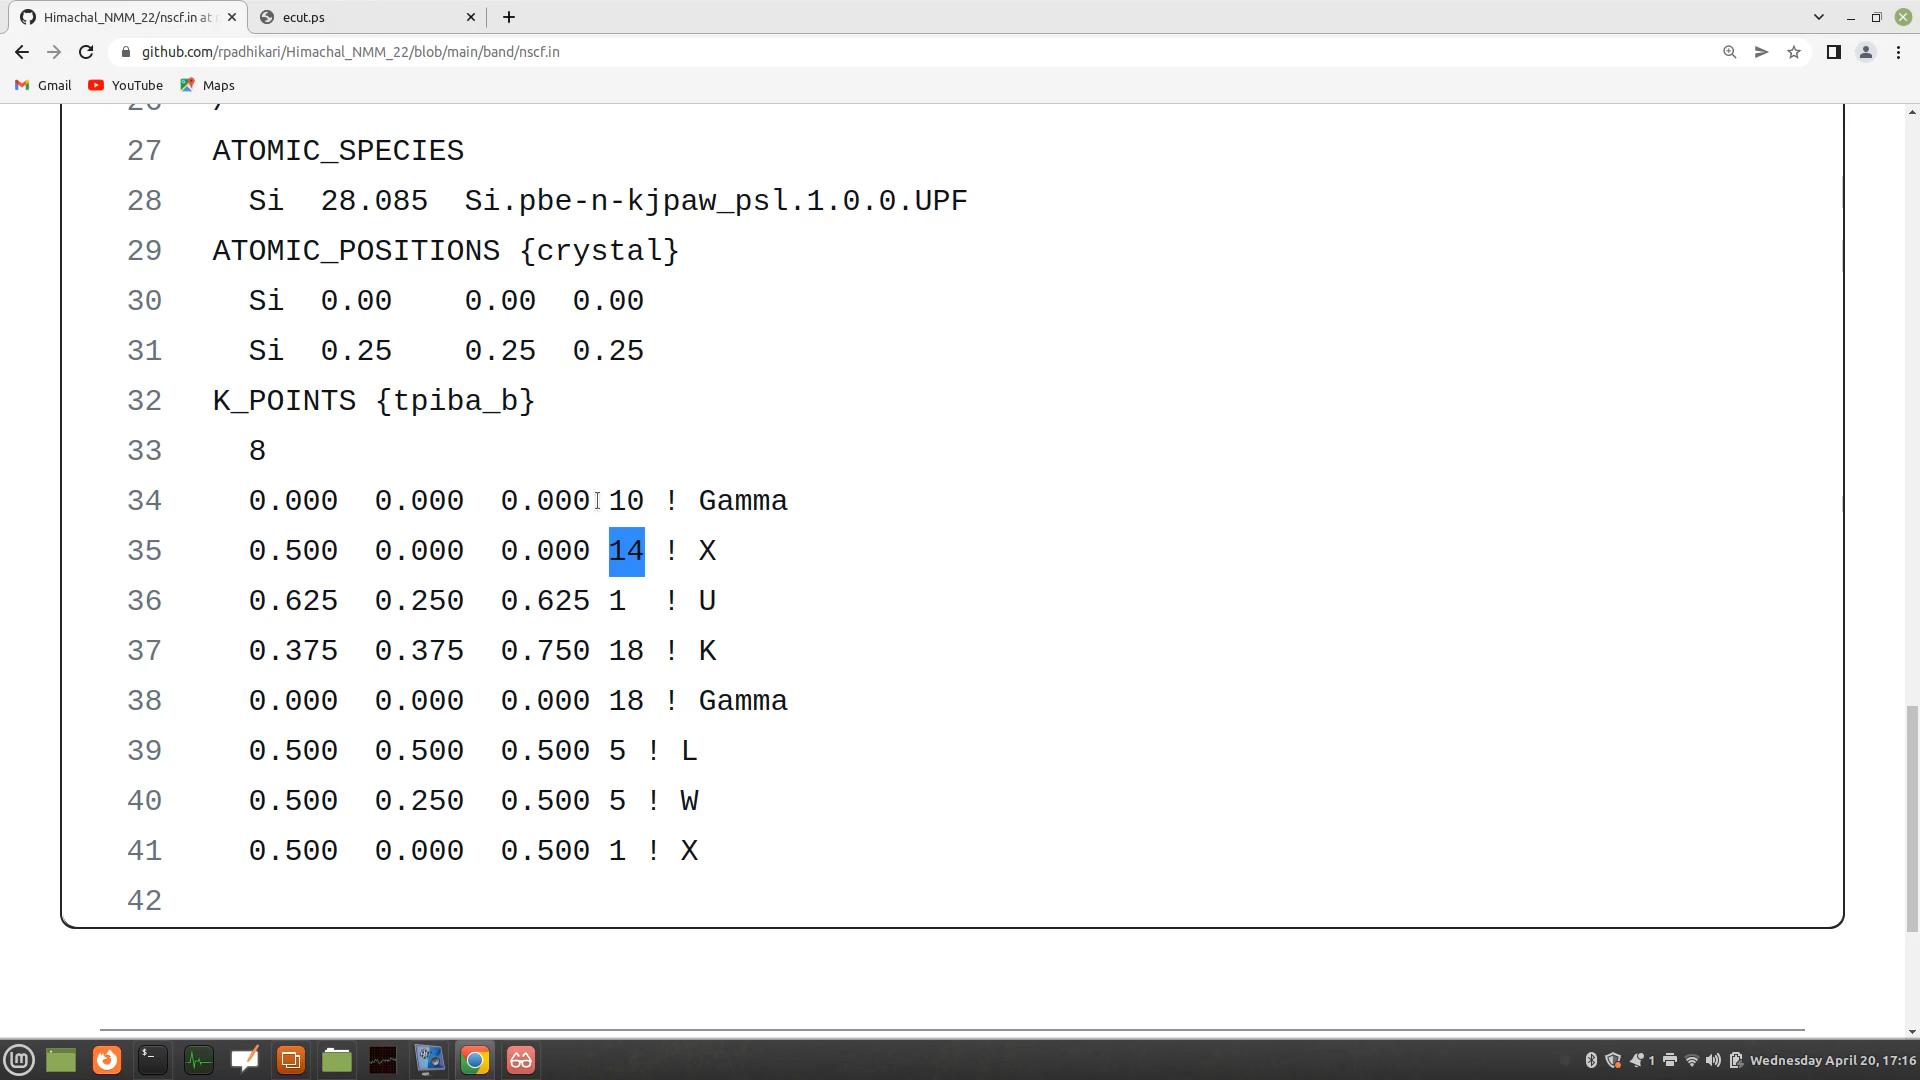 Himachal_NMM_22/nscf.in at
ecut.ps
github.com/rpadhikari/Himachal_NMM_22/blob/main/band/nscf.in
Gmail YouTube Maps
26 /
27 ATOMIC_SPECIES
28 Si 28.085 Si.pbe-n-kjpaw_psl.1.0.0.UPF
29 ATOMIC_POSITIONS {crystal}
30 Si 0.00 0.00 0.00
31 Si 0.25 0.25 0.25
32 K_POINTS {tpiba_b}
33 8
34 0.000 0.000 0.000 10 ! Gamma
35 0.500 0.000 0.000 14 ! X
36 0.625 0.250 0.625 1 ! U
37 0.375 0.375 0.750 18 ! K
38 0.000 0.000 0.000 18 ! Gamma
39 0.500 0.500 0.500 5 ! L
40 0.500 0.250 0.500 5 ! W
41 0.500 0.000 0.500 1 ! X
42
1 Wednesday April 20, 17:16